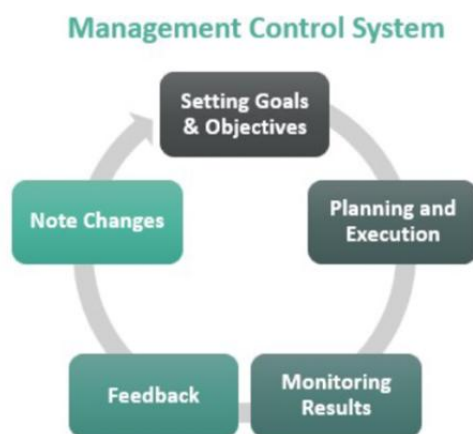 Management Control System
Setting Goals
& Objectives
Planning and
Execution
Monitoring
Results
Feedback
Note Changes